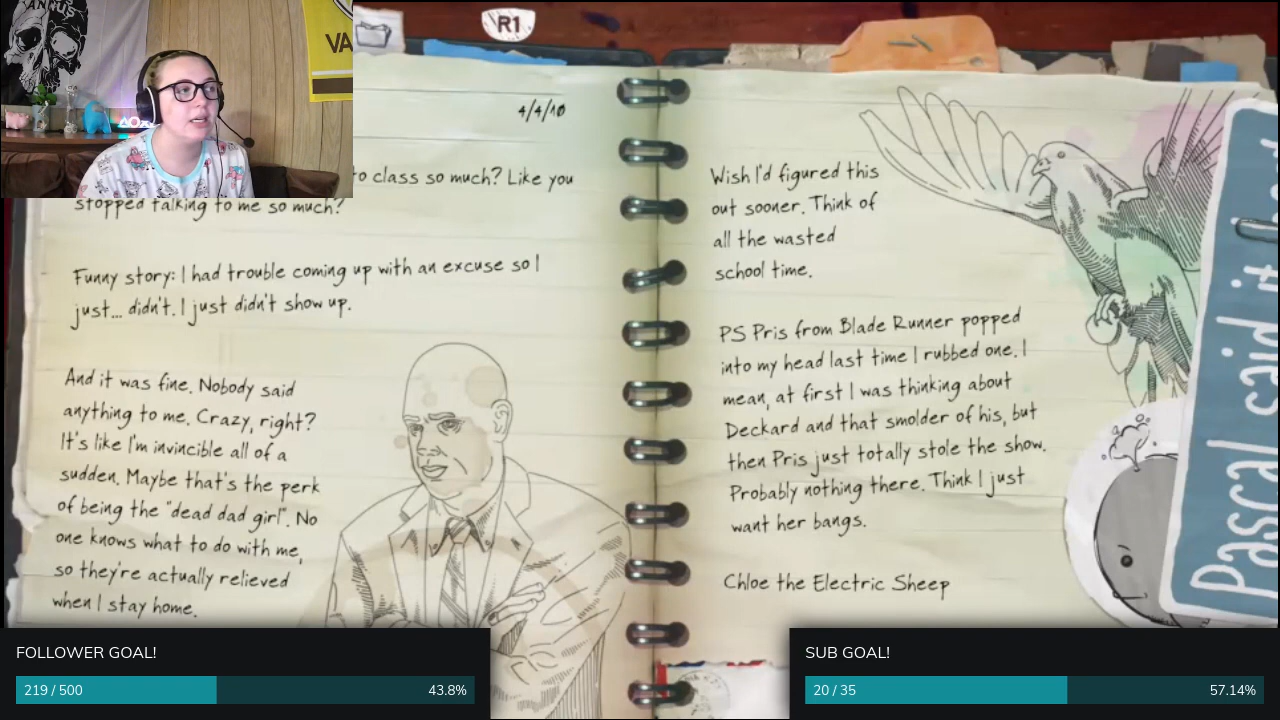 R1
VA
4/4/10
to class so much? Like you
stopped talking to me so much?
Funny story: I had trouble coming up with an excuse so I
just... didn't. I just didn't show up.
And it was fine. Nobody said
anything to me. Crazy, right?
It's like I'm invincible all of a
sudden. Maybe that's the perk
of being the "dead dad girl". No
one knows what to do with me,
so they're actually relieved
when I stay home.
Wish I'd figured this
out sooner. Think of
all the wasted
school time.
PS Pris from Blade Runner popped
into my head last time I rubbed one. I
mean, at first I was thinking about
Deckard and that smolder of his, but
then Pris just totally stole the show.
Probably nothing there. Think I just
want her bangs.
Chloe the Electric Sheep
Pascal said it
FOLLOWER GOAL!
219 / 500 43.8%
SUB GOAL!
20 / 35 57.14%